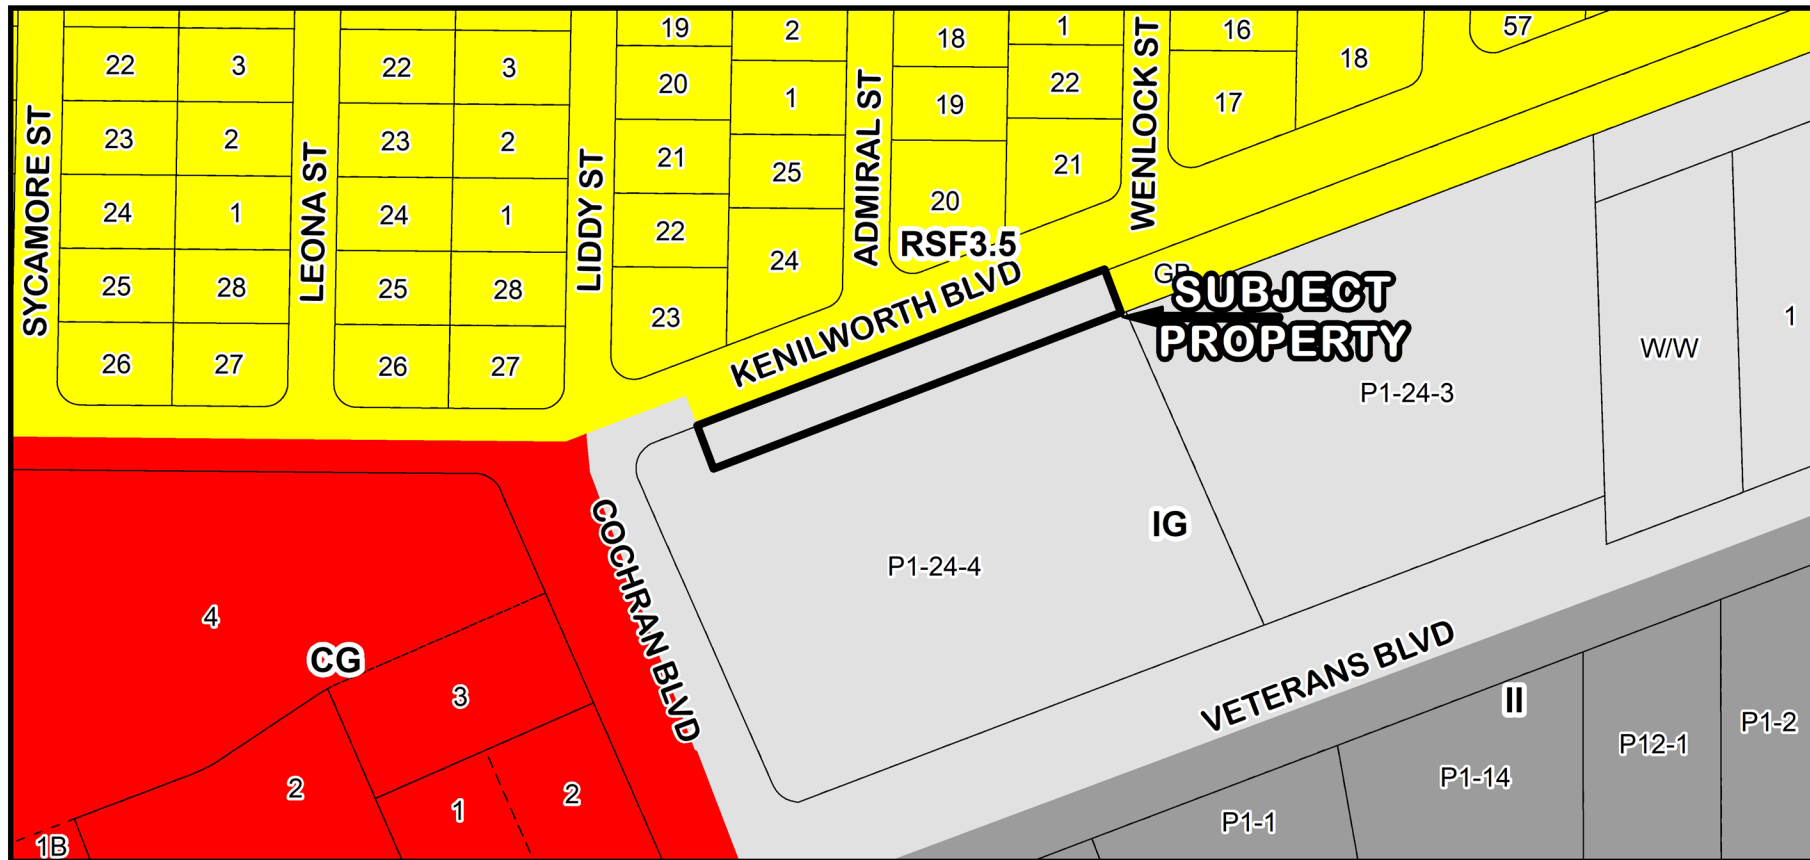 19
2
18
1
16
57
22
3
22
3
20
1
19
22
17
18
SYCAMORE ST
23
2
LEONA ST
23
2
LIDDY ST
21
25
ADMIRAL ST
21
WENLOCK ST
24
1
24
1
22
24
20
RSF3.5
25
28
25
28
23
KENILWORTH BLVD
SUBJECT
PROPERTY
26
27
26
27
P1-24-3
W/W
1
COCHRAN BLVD
P1-24-4
IG
4
CG
3
VETERANS BLVD
II
2
1
2
P1-1
P1-14
P12-1
P1-2
1B